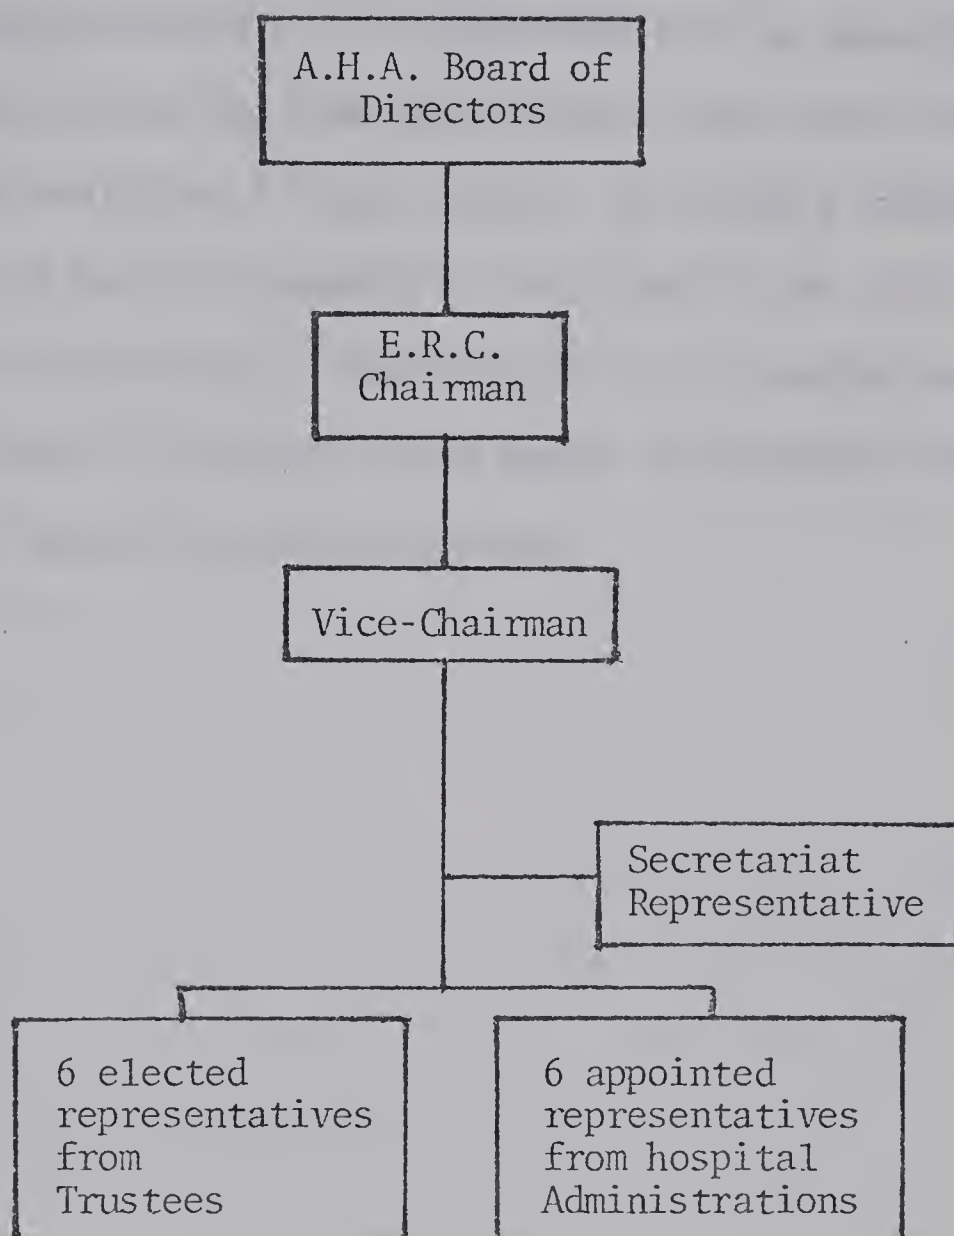 A.H.A. Board of
Directors
E.R.C.
Chairman
Vice-Chairman
Secretariat
Representative
6 elected
representatives
from
Trustees
6 appointed
representatives
from hospital
Administrations